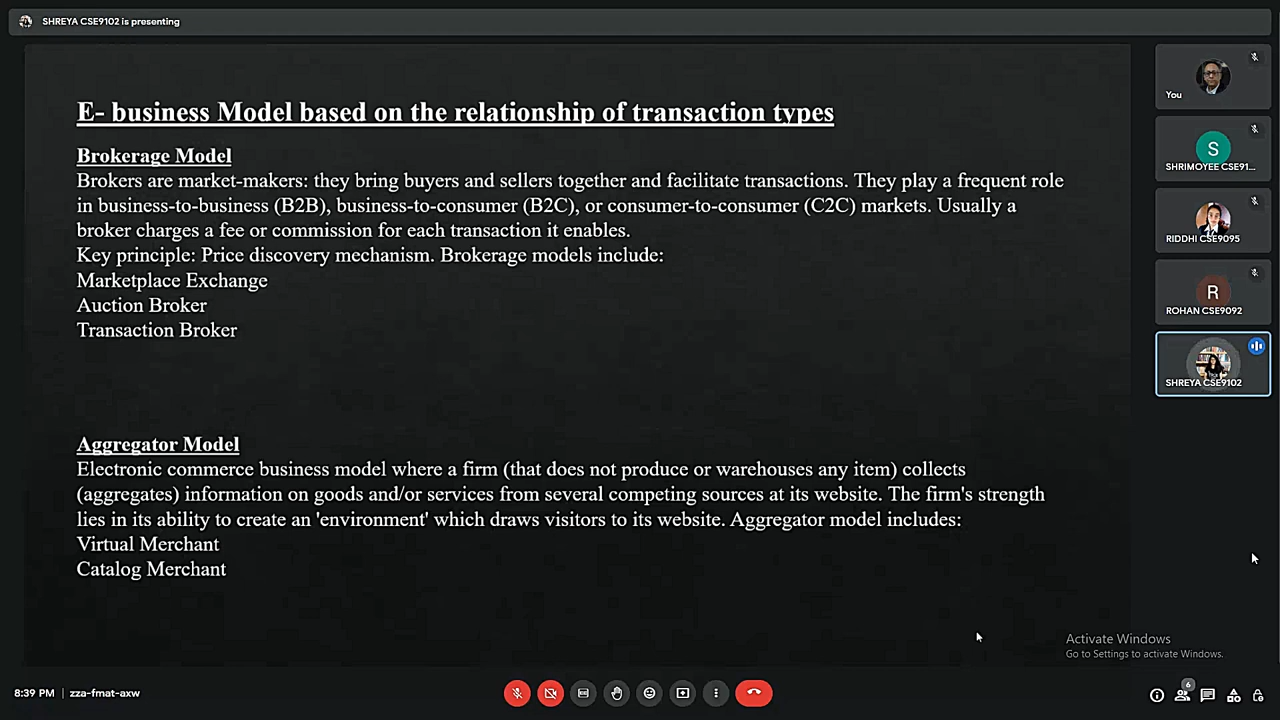 SHREYA CSE9102 is presenting
E- business Model based on the relationship of transaction types
Brokerage Model
Brokers are market-makers: they bring buyers and sellers together and facilitate transactions. They play a frequent role
in business-to-business (B2B), business-to-consumer (B2C), or consumer-to-consumer (C2C) markets. Usually a
broker charges a fee or commission for each transaction it enables.
Key principle: Price discovery mechanism. Brokerage models include:
Marketplace Exchange
Auction Broker
Transaction Broker
Aggregator Model
Electronic commerce business model where a firm (that does not produce or warehouses any item) collects
(aggregates) information on goods and/or services from several competing sources at its website. The firm's strength
lies in its ability to create an 'environment' which draws visitors to its website. Aggregator model includes:
Virtual Merchant
Catalog Merchant
You
S
SHRIMOYEE CSE91...
RIDDHI CSE9095
R
ROHAN CSE9092
SHREYA CSE9102
Activate Windows
Go to Settings to activate Windows.
8:39 PM | zza-fmat-axw
6